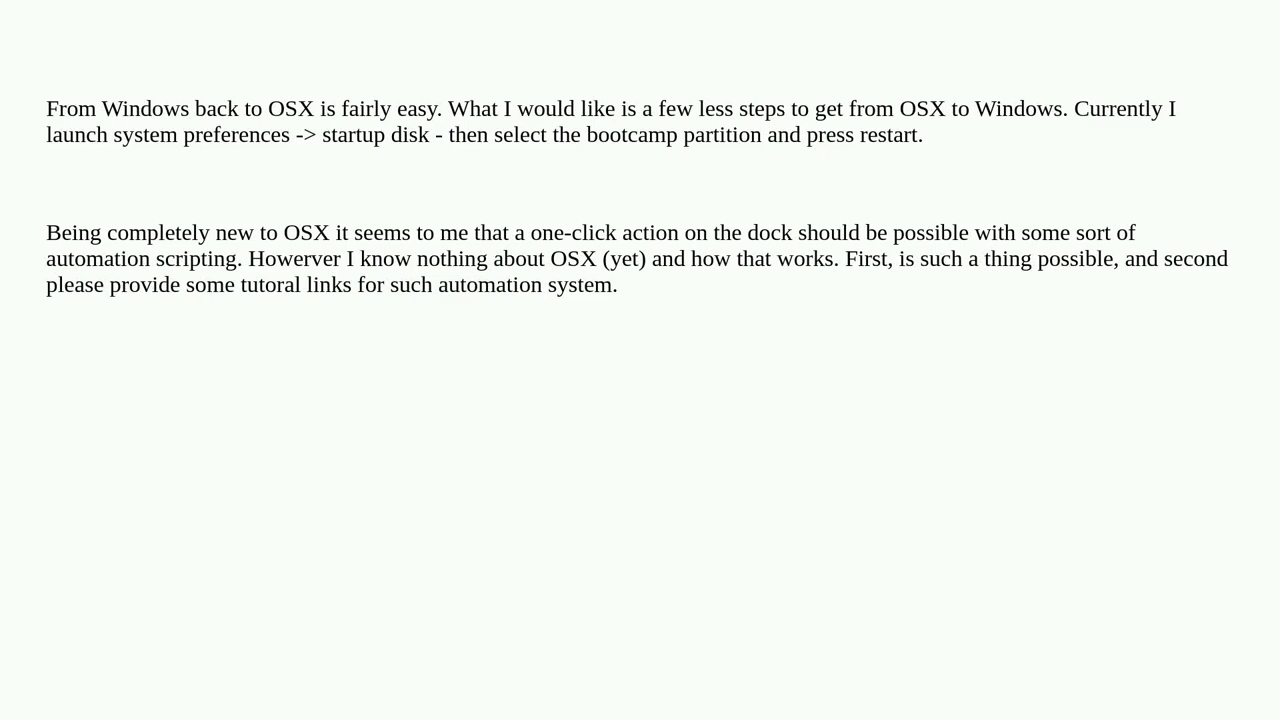 From Windows back to OSX is fairly easy. What I would like is a few less steps to get from OSX to Windows. Currently I
launch system preferences -> startup disk - then select the bootcamp partition and press restart.
Being completely new to OSX it seems to me that a one-click action on the dock should be possible with some sort of
automation scripting. Howerver I know nothing about OSX (yet) and how that works. First, is such a thing possible, and second
please provide some tutoral links for such automation system.